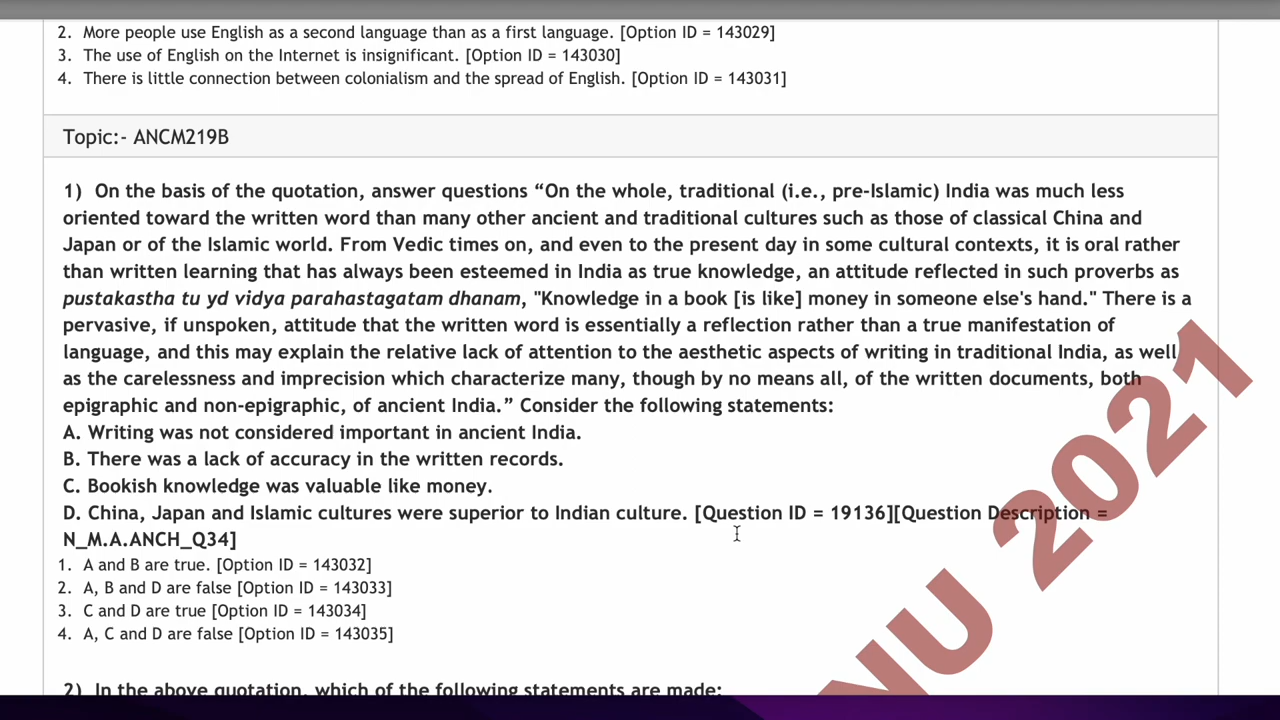 2. More people use English as a second language than as a first language. [Option ID = 143029]
3. The use of English on the Internet is insignificant. [Option ID = 143030]
4. There is little connection between colonialism and the spread of English. [Option ID = 143031]
Topic:- ANCM219B
1) On the basis of the quotation, answer questions “On the whole, traditional (i.e., pre-Islamic) India was much less
oriented toward the written word than many other ancient and traditional cultures such as those of classical China and
Japan or of the Islamic world. From Vedic times on, and even to the present day in some cultural contexts, it is oral rather
than written learning that has always been esteemed in India as true knowledge, an attitude reflected in such proverbs as
pustakastha tu yd vidya parahastagatam dhanam, "Knowledge in a book [is like] money in someone else's hand." There is a
pervasive, if unspoken, attitude that the written word is essentially a reflection rather than a true manifestation of
language, and this may explain the relative lack of attention to the aesthetic aspects of writing in traditional India, as well
as the carelessness and imprecision which characterize many, though by no means all, of the written documents, both
epigraphic and non-epigraphic, of ancient India.” Consider the following statements:
A. Writing was not considered important in ancient India.
B. There was a lack of accuracy in the written records.
C. Bookish knowledge was valuable like money.
D. China, Japan and Islamic cultures were superior to Indian culture. [Question ID = 19136][Question Description =
N_M.A.ANCH_Q34]
1. A and B are true. [Option ID = 143032]
2. A, B and D are false [Option ID = 143033]
3. C and D are true [Option ID = 143034]
4. A, C and D are false [Option ID = 143035]
2) In the above quotation, which of the following statements are made:
NU 2021